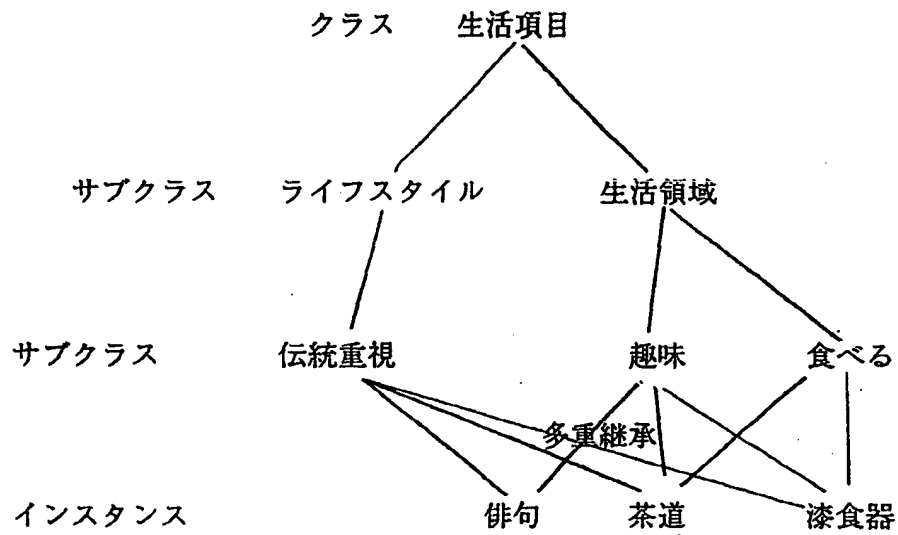 クラス 生活項目
サブクラス ライフスタイル 生活領域
サブクラス 伝統重視 趣味 食べる
多重継承
インスタンス 俳句 茶道 漆食器